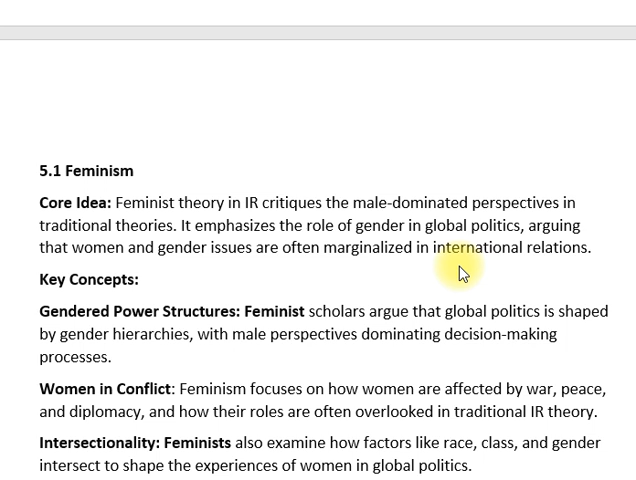 5.1 Feminism
Core Idea: Feminist theory in IR critiques the male-dominated perspectives in
traditional theories. It emphasizes the role of gender in global politics, arguing
that women and gender issues are often marginalized in international relations.
Key Concepts:
Gendered Power Structures: Feminist scholars argue that global politics is shaped
by gender hierarchies, with male perspectives dominating decision-making
processes.
Women in Conflict: Feminism focuses on how women are affected by war, peace,
and diplomacy, and how their roles are often overlooked in traditional IR theory.
Intersectionality: Feminists also examine how factors like race, class, and gender
intersect to shape the experiences of women in global politics.